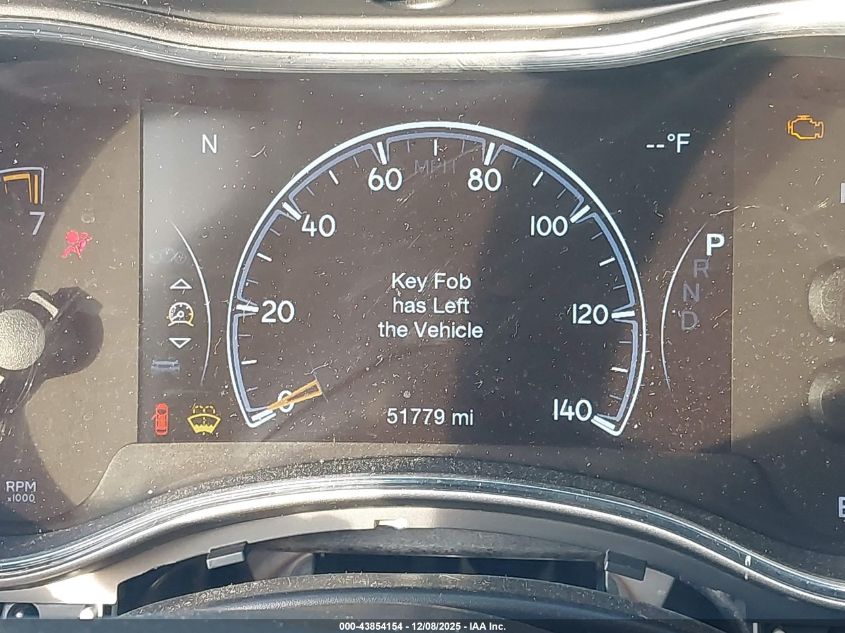 N
--°F
7
60
MPH
80
40
100
20
120
0
140
Key Fob
has Left
the Vehicle
51779 mi
P
R
N
D
RPM
x1000
000-43854154 - 12/08/2025 - IAA Inc.